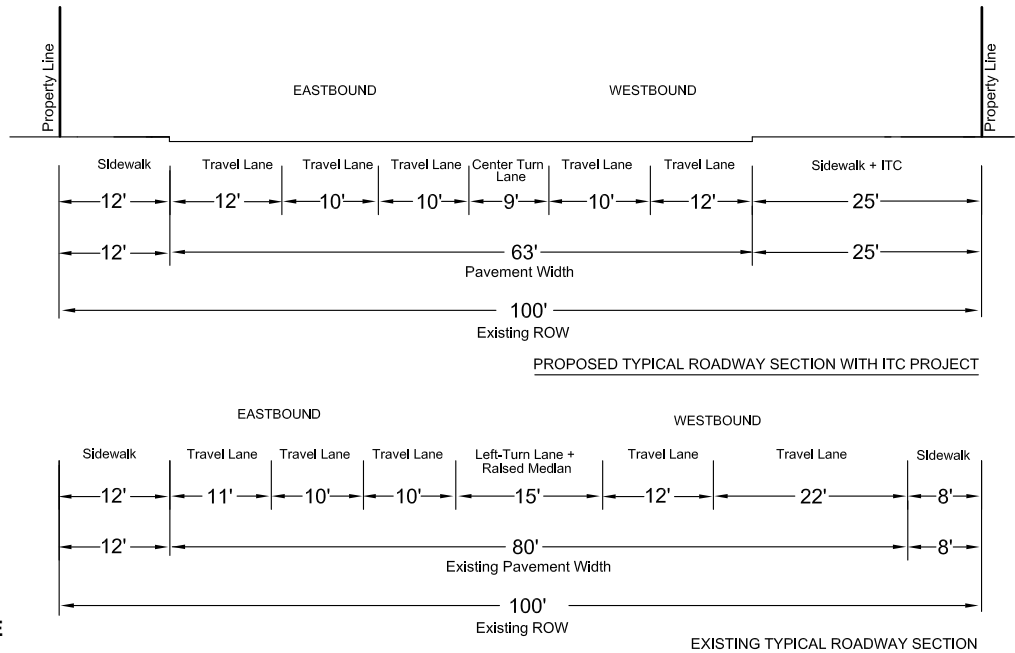 Property Line
Property Line
EASTBOUND
WESTBOUND
Sidewalk
Travel Lane
Travel Lane
Travel Lane
Center Turn
Lane
Travel Lane
Travel Lane
Sidewalk + ITC
12'
12'
10'
10'
9'
10'
12'
25'
12'
63'
25'
Pavement Width
100'
Existing ROW
PROPOSED TYPICAL ROADWAY SECTION WITH ITC PROJECT
EASTBOUND
WESTBOUND
Sidewalk
Travel Lane
Travel Lane
Travel Lane
Left-Turn Lane +
Raised Median
Travel Lane
Travel Lane
Sidewalk
12'
11'
10'
10'
15'
12'
22'
8'
12'
80'
8'
Existing Pavement Width
100'
Existing ROW
E
EXISTING TYPICAL ROADWAY SECTION